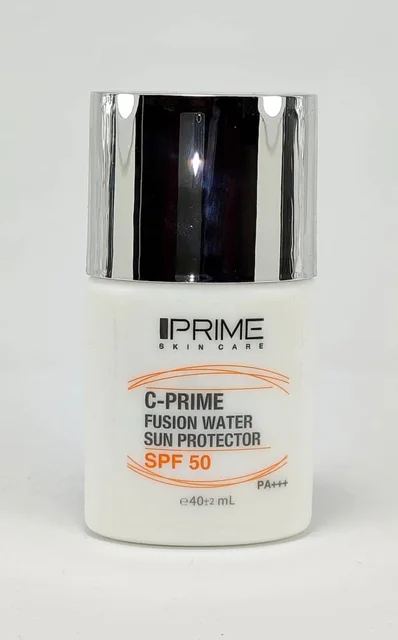 PRIME
SKIN CARE
C-PRIME
FUSION WATER
SUN PROTECTOR
SPF 50
PA+++
℮40±2 mL